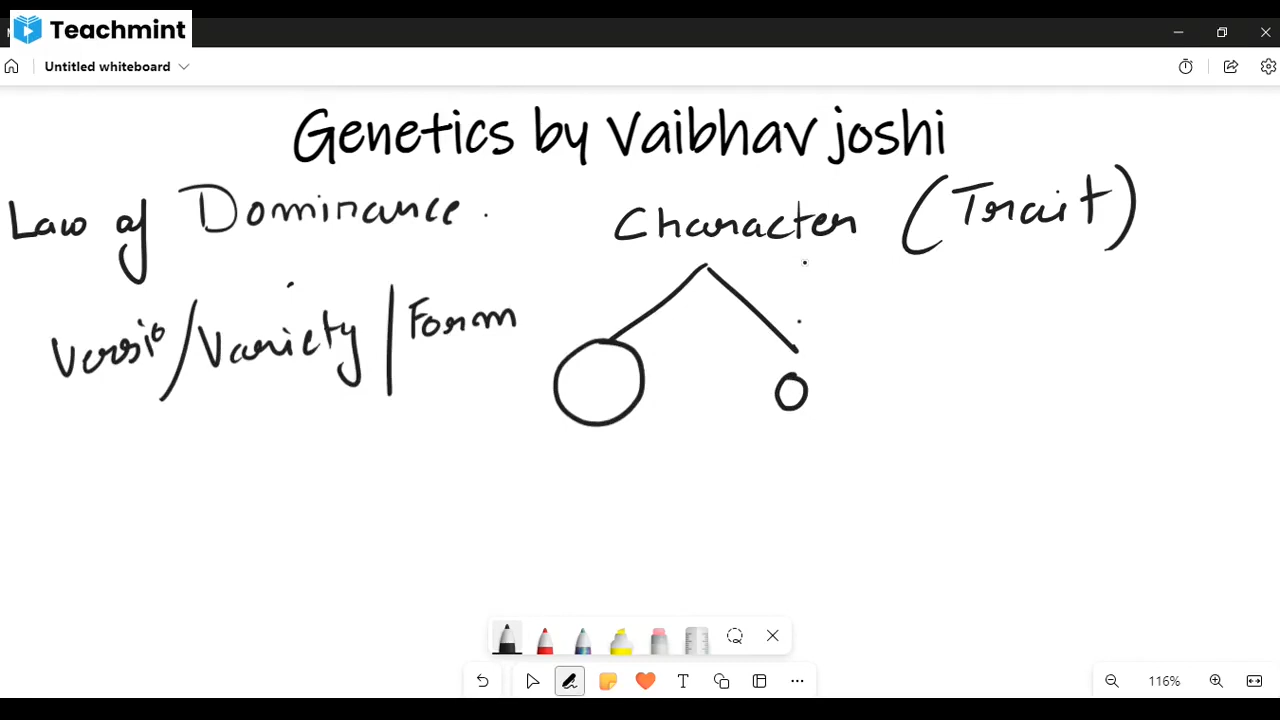 Teachmint
Untitled whiteboard
Genetics by Vaibhav joshi
Law of Dominance.
Character (Trait)
Versio/Variety/Form
116%